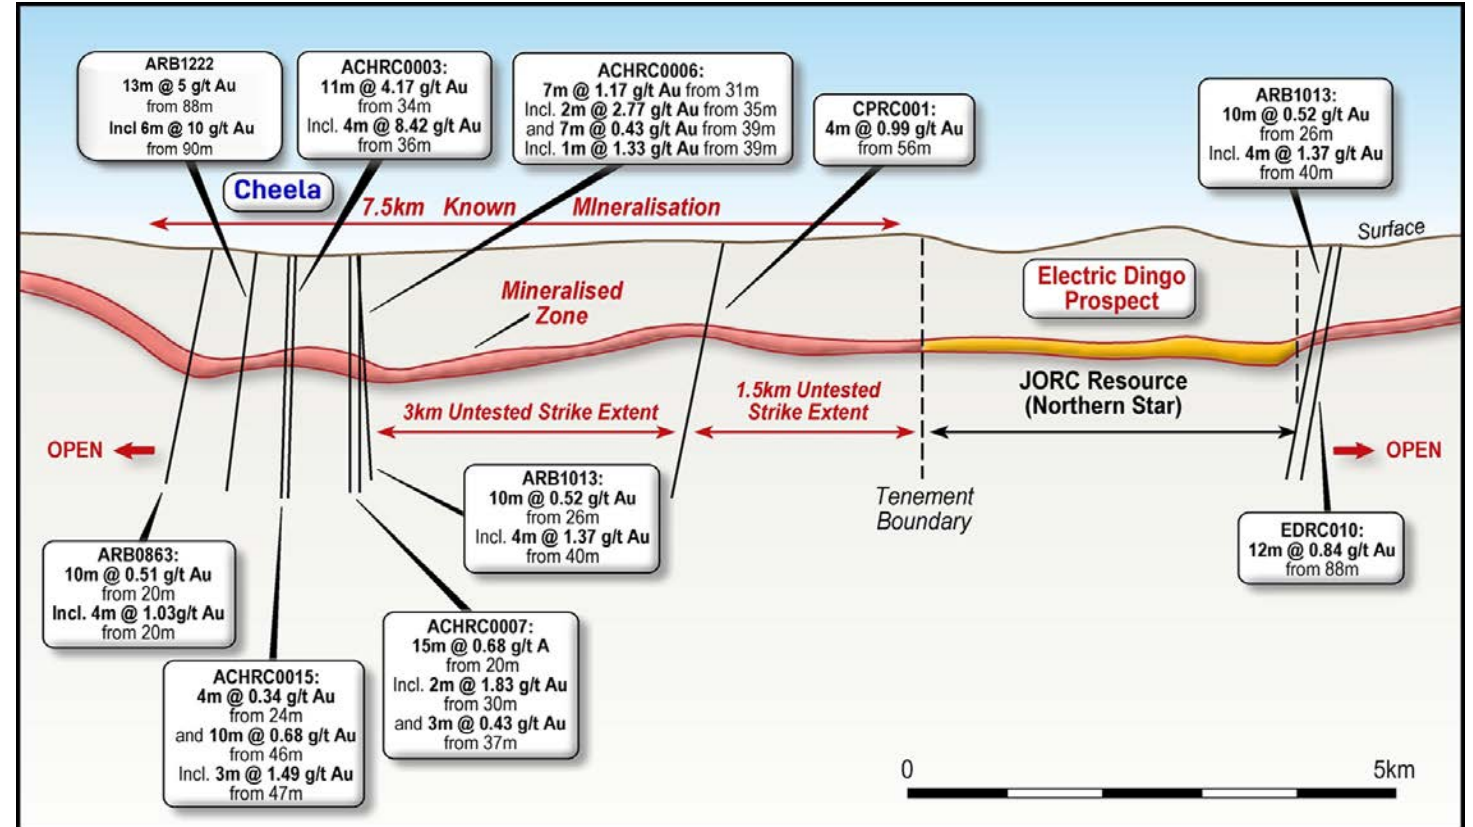 ARB1222
13m @ 5 g/t Au
from 88m
Incl 6m @ 10 g/t Au
from 90m
ACHRC0003:
11m @ 4.17 g/t Au
from 34m
Incl. 4m @ 8.42 g/t Au
from 36m
ACHRC0006:
7m @ 1.17 g/t Au from 31m
Incl. 2m @ 2.77 g/t Au from 35m
and 7m @ 0.43 g/t Au from 39m
Incl. 1m @ 1.33 g/t Au from 39m
CPRC001:
4m @ 0.99 g/t Au
from 56m
ARB1013:
10m @ 0.52 g/t Au
from 26m
Incl. 4m @ 1.37 g/t Au
from 40m
Cheela
7.5km Known MIneralisation
Surface
Mineralised
Zone
Electric Dingo
Prospect
3km Untested Strike Extent
1.5km Untested
Strike Extent
JORC Resource
(Northern Star)
OPEN
OPEN
Tenement
Boundary
ARB1013:
10m @ 0.52 g/t Au
from 26m
Incl. 4m @ 1.37 g/t Au
from 40m
EDRC010:
12m @ 0.84 g/t Au
from 88m
ARB0863:
10m @ 0.51 g/t Au
from 20m
Incl. 4m @ 1.03g/t Au
from 20m
ACHRC0007:
15m @ 0.68 g/t A
from 20m
Incl. 2m @ 1.83 g/t Au
from 30m
and 3m @ 0.43 g/t Au
from 37m
ACHRC0015:
4m @ 0.34 g/t Au
from 24m
and 10m @ 0.68 g/t Au
from 46m
Incl. 3m @ 1.49 g/t Au
from 47m
0 5km